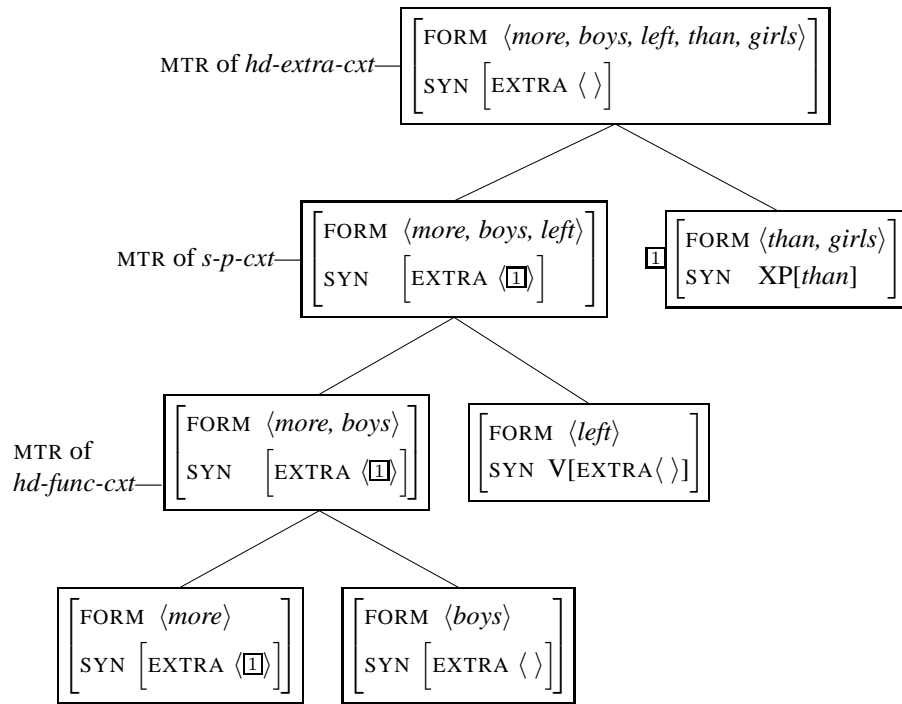 MTR of hd-extra-cxt
FORM ⟨more, boys, left, than, girls⟩
SYN [EXTRA ⟨ ⟩]
MTR of s-p-cxt
FORM ⟨more, boys, left⟩
SYN [EXTRA ⟨1⟩]
1
FORM ⟨than, girls⟩
SYN XP[than]
MTR of
hd-func-cxt
FORM ⟨more, boys⟩
SYN [EXTRA ⟨1⟩]
FORM ⟨left⟩
SYN V[EXTRA⟨ ⟩]
FORM ⟨more⟩
SYN [EXTRA ⟨1⟩]
FORM ⟨boys⟩
SYN [EXTRA ⟨ ⟩]